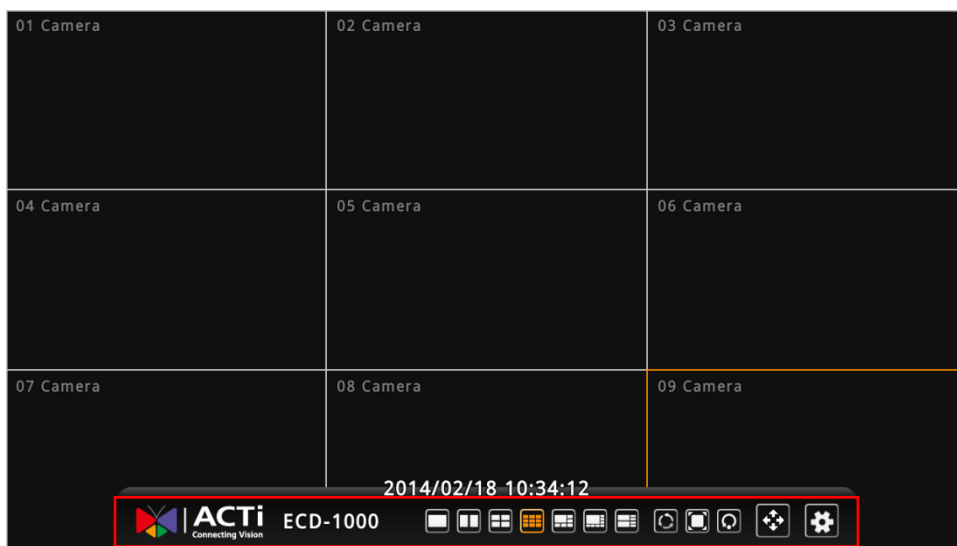 01 Camera
02 Camera
03 Camera
04 Camera
05 Camera
06 Camera
07 Camera
08 Camera
09 Camera
2014/02/18 10:34:12
ACTi
Connecting Vision
ECD-1000